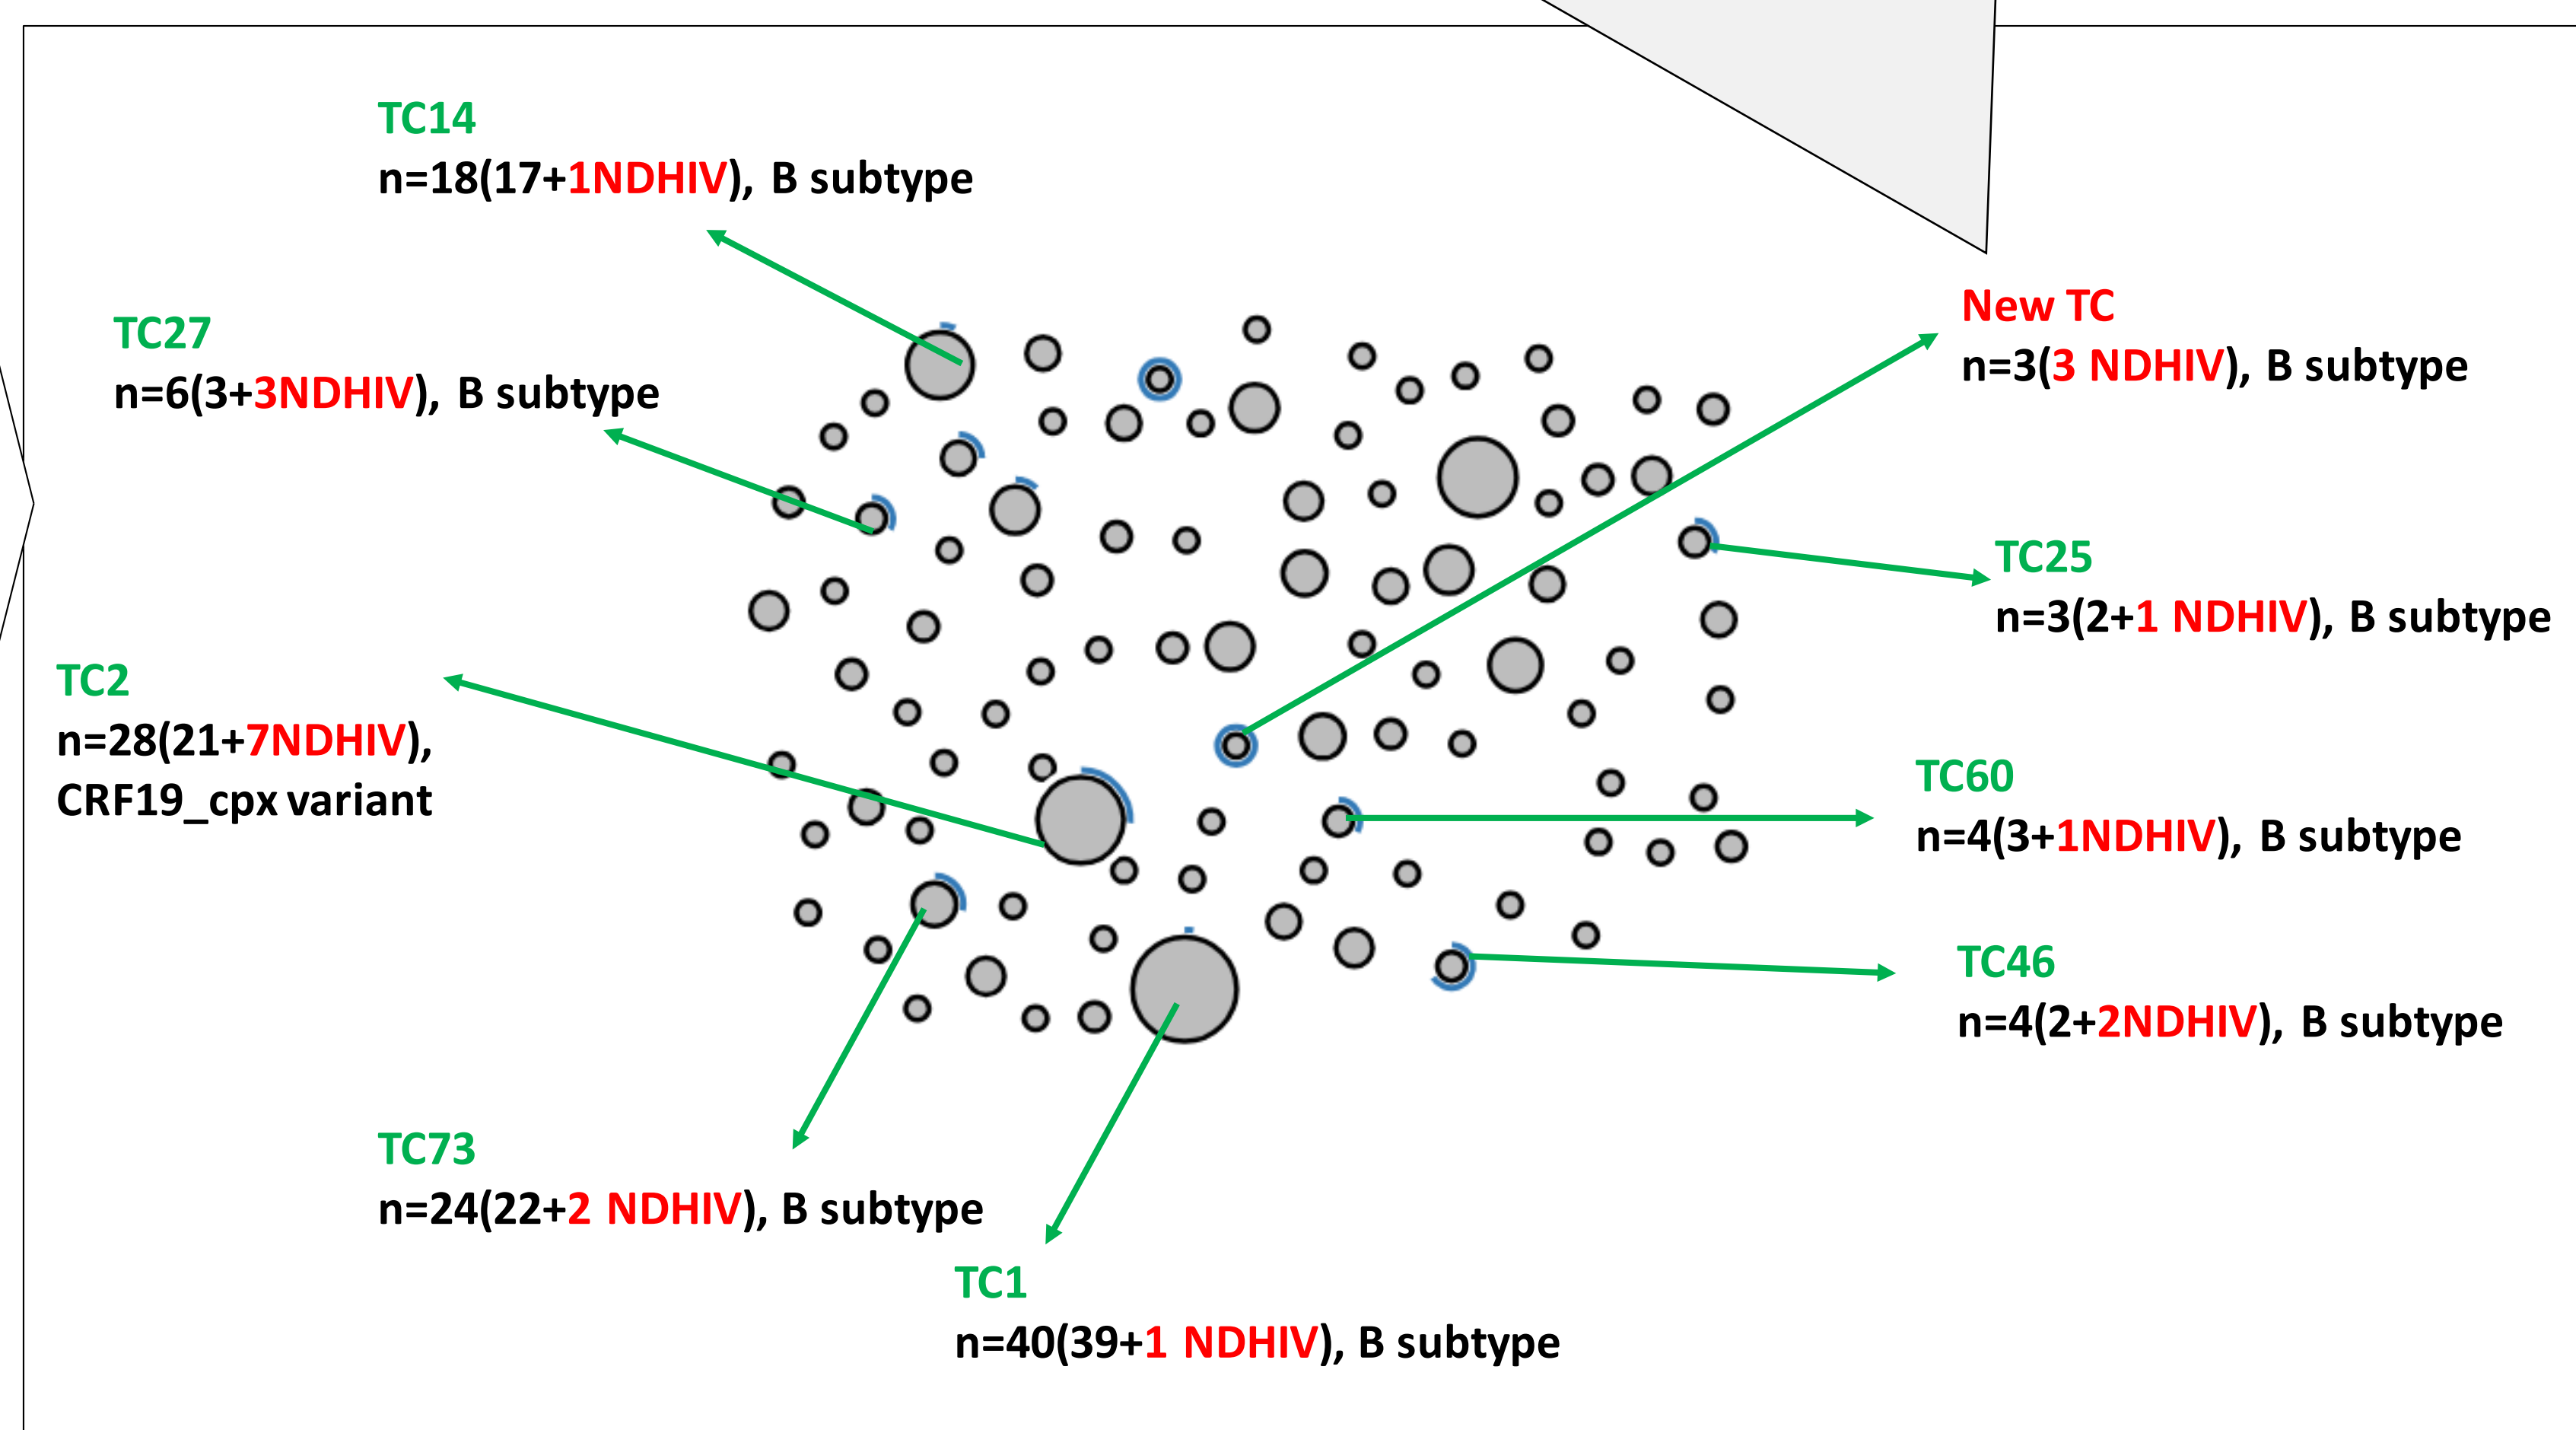 TC14
n=18(17+1NDHIV), B subtype
TC27
n=6(3+3NDHIV), B subtype
New TC
n=3(3 NDHIV), B subtype
TC25
n=3(2+1 NDHIV), B subtype
TC2
n=28(21+7NDHIV),
CRF19_cpx variant
TC60
n=4(3+1NDHIV), B subtype
TC46
n=4(2+2NDHIV), B subtype
TC73
n=24(22+2 NDHIV), B subtype
TC1
n=40(39+1 NDHIV), B subtype